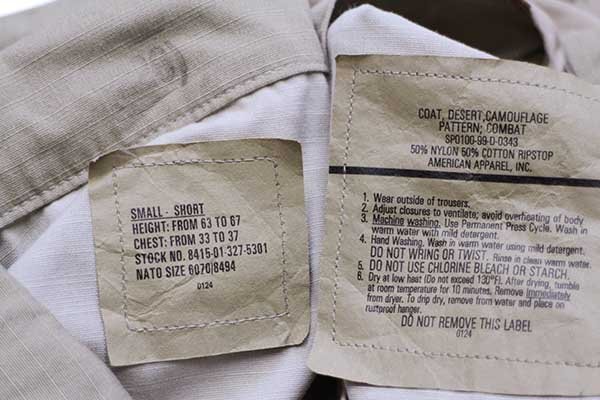 SMALL - SHORT
HEIGHT: FROM 63 TO 67
CHEST: FROM 33 TO 37
STOCK NO. 8415-01-327-5301
NATO SIZE 6070/8494
0124
COAT, DESERT,CAMOUFLAGE
PATTERN; COMBAT
SP0100-99-D-0343
50% NYLON 50% COTTON RIPSTOP
AMERICAN APPAREL, INC.
1. Wear outside of trousers.
2. Adjust closures to ventilate; avoid overheating of body
3. Machine washing. Use Permanent Press Cycle. Wash in
warm water with mild detergent.
4. Hand Washing. Wash in warm water using mild detergent.
DO NOT WRING OR TWIST. Rinse in clean warm water.
5. DO NOT USE CHLORINE BLEACH OR STARCH.
6. Dry at low heat (Do not exceed 130°F). After drying, tumble
at room temperature for 10 minutes. Remove immediately
from dryer. To drip dry, remove from water and place on
rustproof hanger.
DO NOT REMOVE THIS LABEL
0124